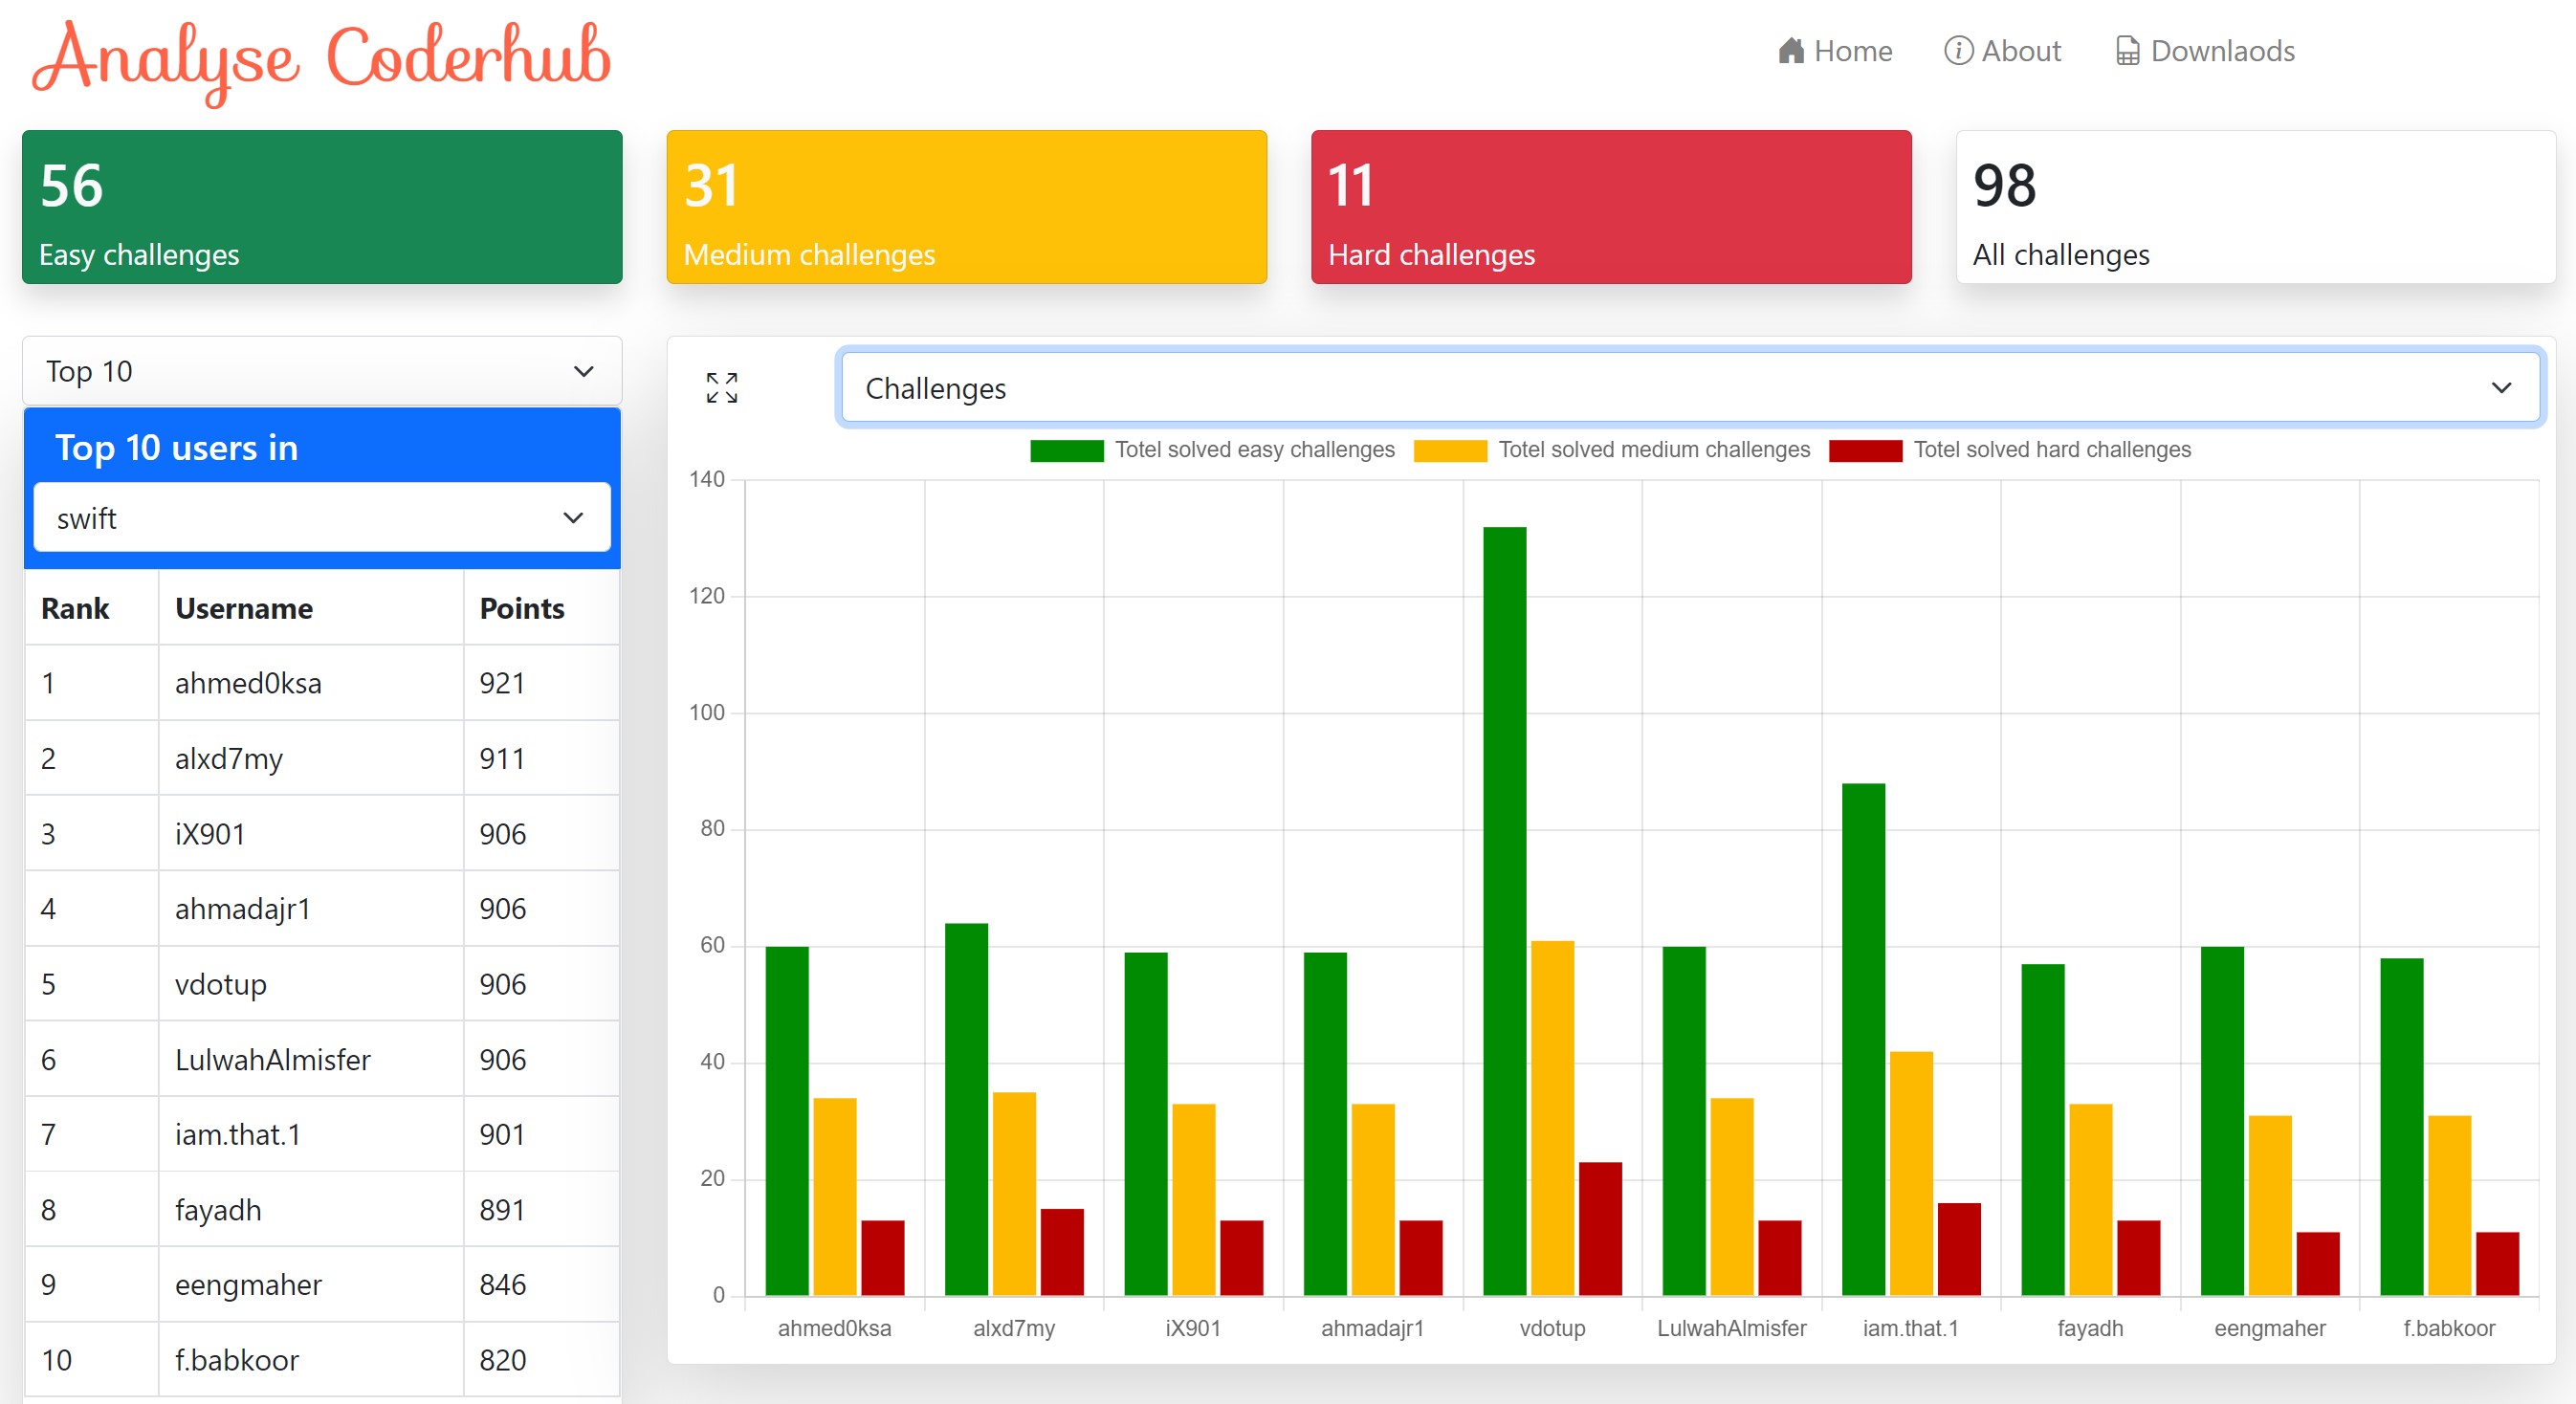 Analyse Coderhub
Home About Downlaods
56
Easy challenges
31
Medium challenges
11
Hard challenges
98
All challenges
Top 10
Top 10 users in
swift
Rank Username Points
1 ahmed0ksa 921
2 alxd7my 911
3 iX901 906
4 ahmadajr1 906
5 vdotup 906
6 LulwahAlmisfer 906
7 iam.that.1 901
8 fayadh 891
9 eengmaher 846
10 f.babkoor 820
Challenges
Totel solved easy challenges Totel solved medium challenges Totel solved hard challenges
140
120
100
80
60
40
20
0
ahmed0ksa alxd7my iX901 ahmadajr1 vdotup LulwahAlmisfer iam.that.1 fayadh eengmaher f.babkoor